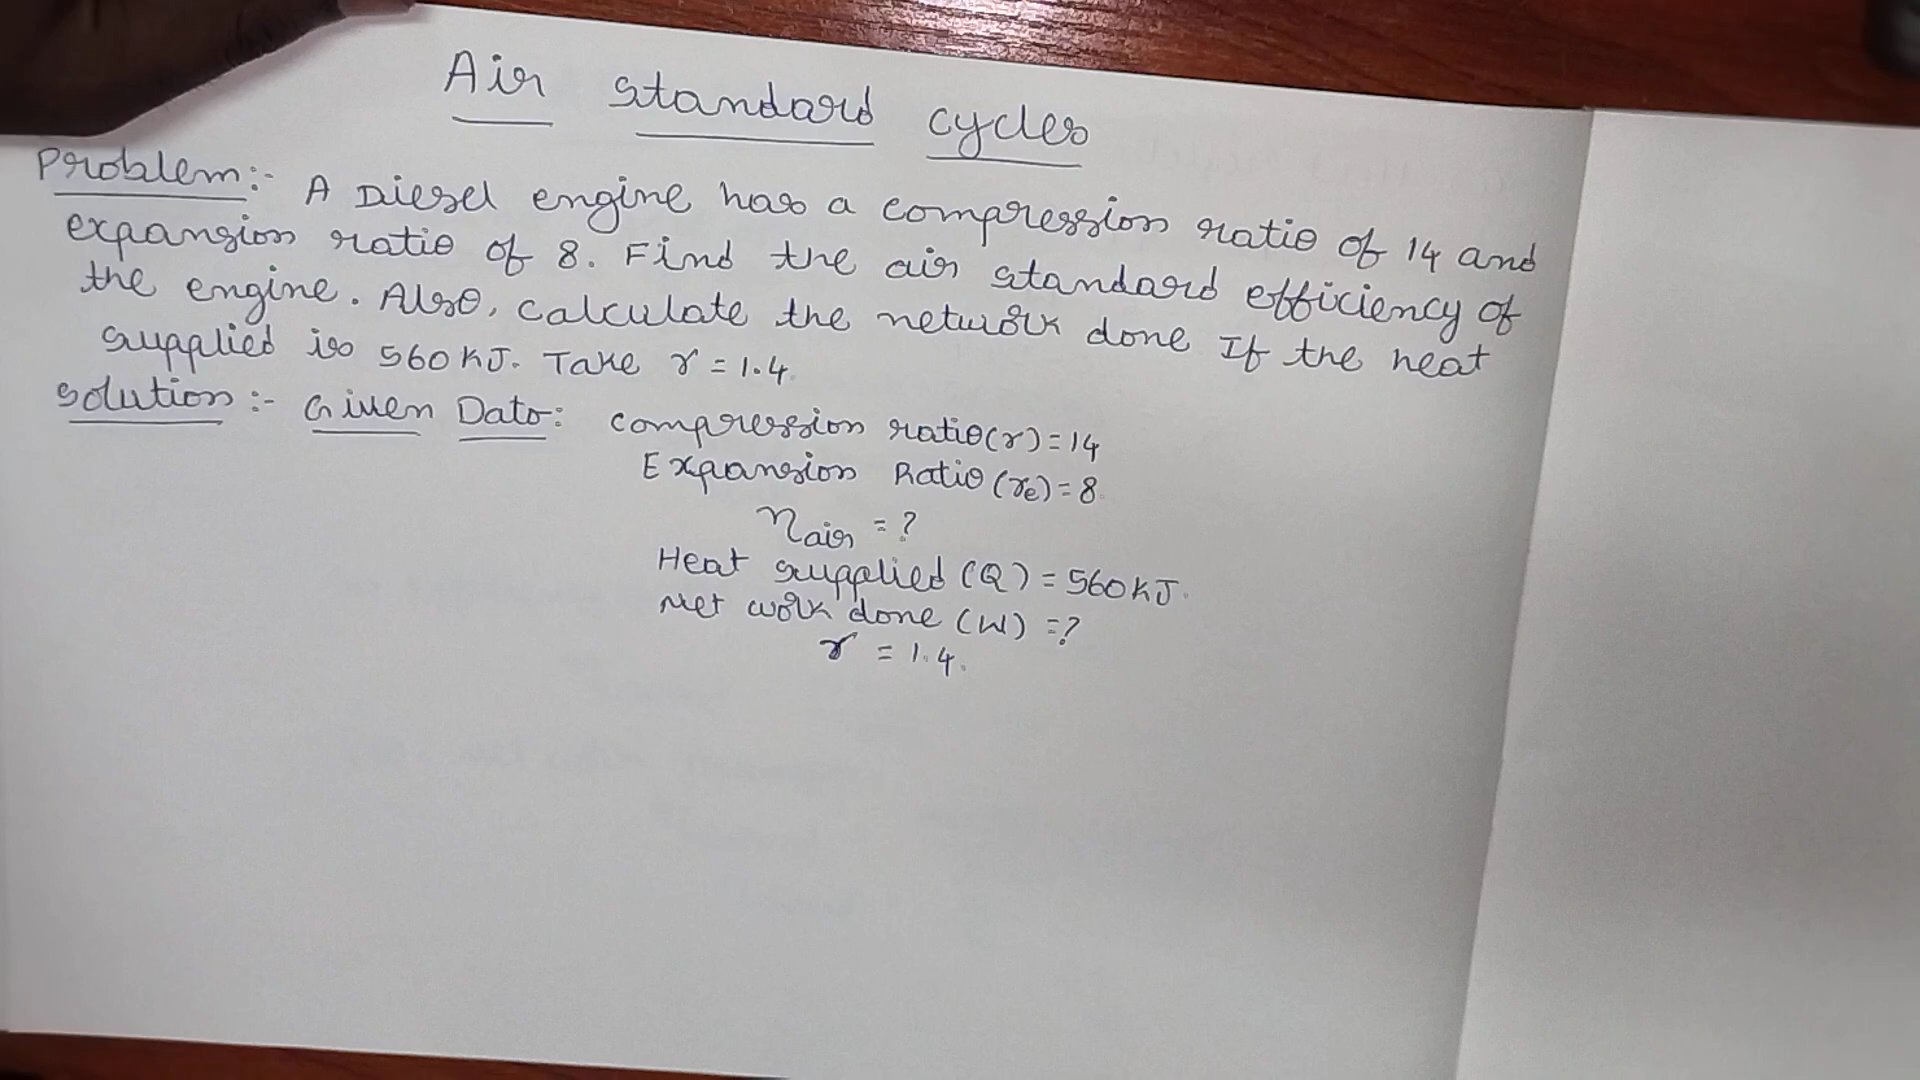 Air standard cycles
Problem:- A Diesel engine has a compression ratio of 14 and
expansion ratio of 8. Find the air standard efficiency of
the engine. Also, calculate the network done If the heat
supplied is 560 KJ. Take γ = 1.4.
Solution:- Given Data: compression ratio(r)=14
Expansion Ratio (re)=8.
ηair = ?
Heat supplied (Q) = 560 KJ.
Net work done (W) = ?
γ = 1.4.